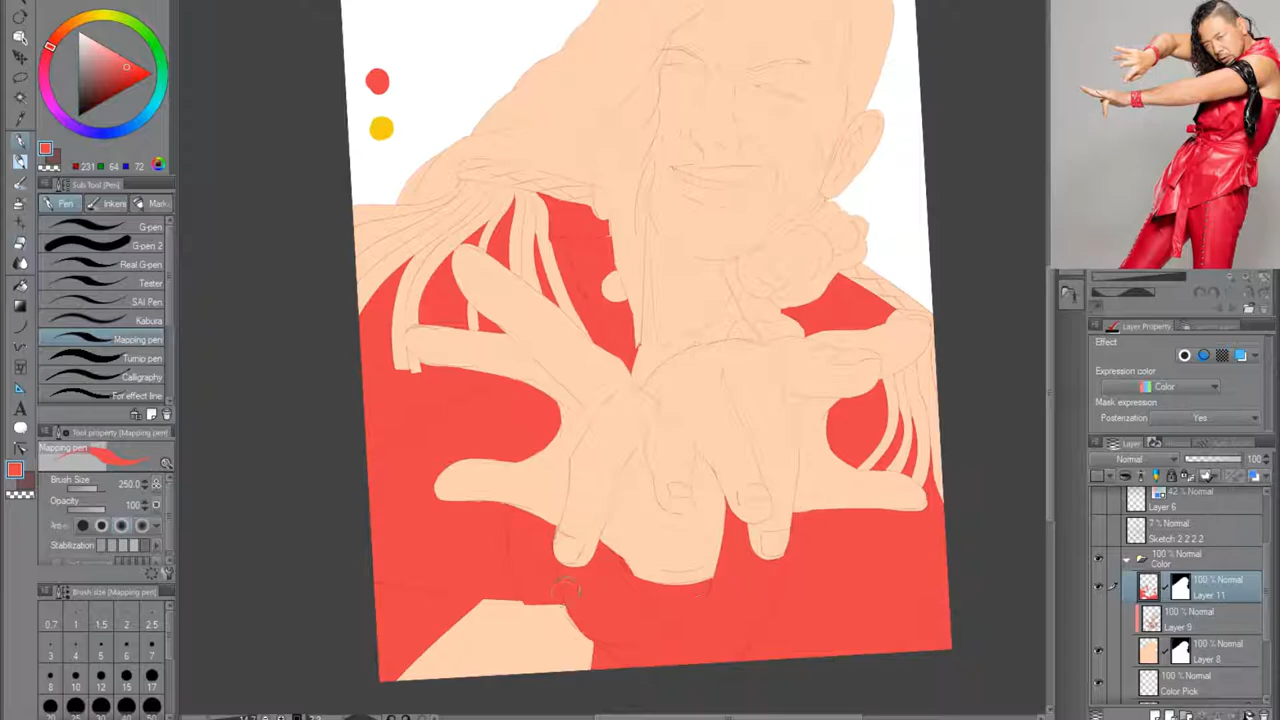 231
64
72
Sub Tool [Pen]
Pen
Inkers
Mark
G-pen
G-pen 2
Real G-pen
Tester
SAI Pen
Kabura
Mapping pen
Turnip pen
Calligraphy
For effect line
Tool property [Mapping pen]
Mapping pen
Brush Size 250.0
Opacity 100
Stabilization
Brush size [Mapping pen]
0.7 1 1.5 2 2.5
3 4 5 6 7
8 10 12 15 17
Layer Property
Effect
Expression color
Color
Mask expression
Posterization Yes
Layer
Normal 100
42 % Normal
Layer 6
7 % Normal
Sketch 2 2 2 2
100 % Normal
Color
100 % Normal
Layer 11
100 % Normal
Layer 9
100 % Normal
Layer 8
100 % Normal
Color Pick